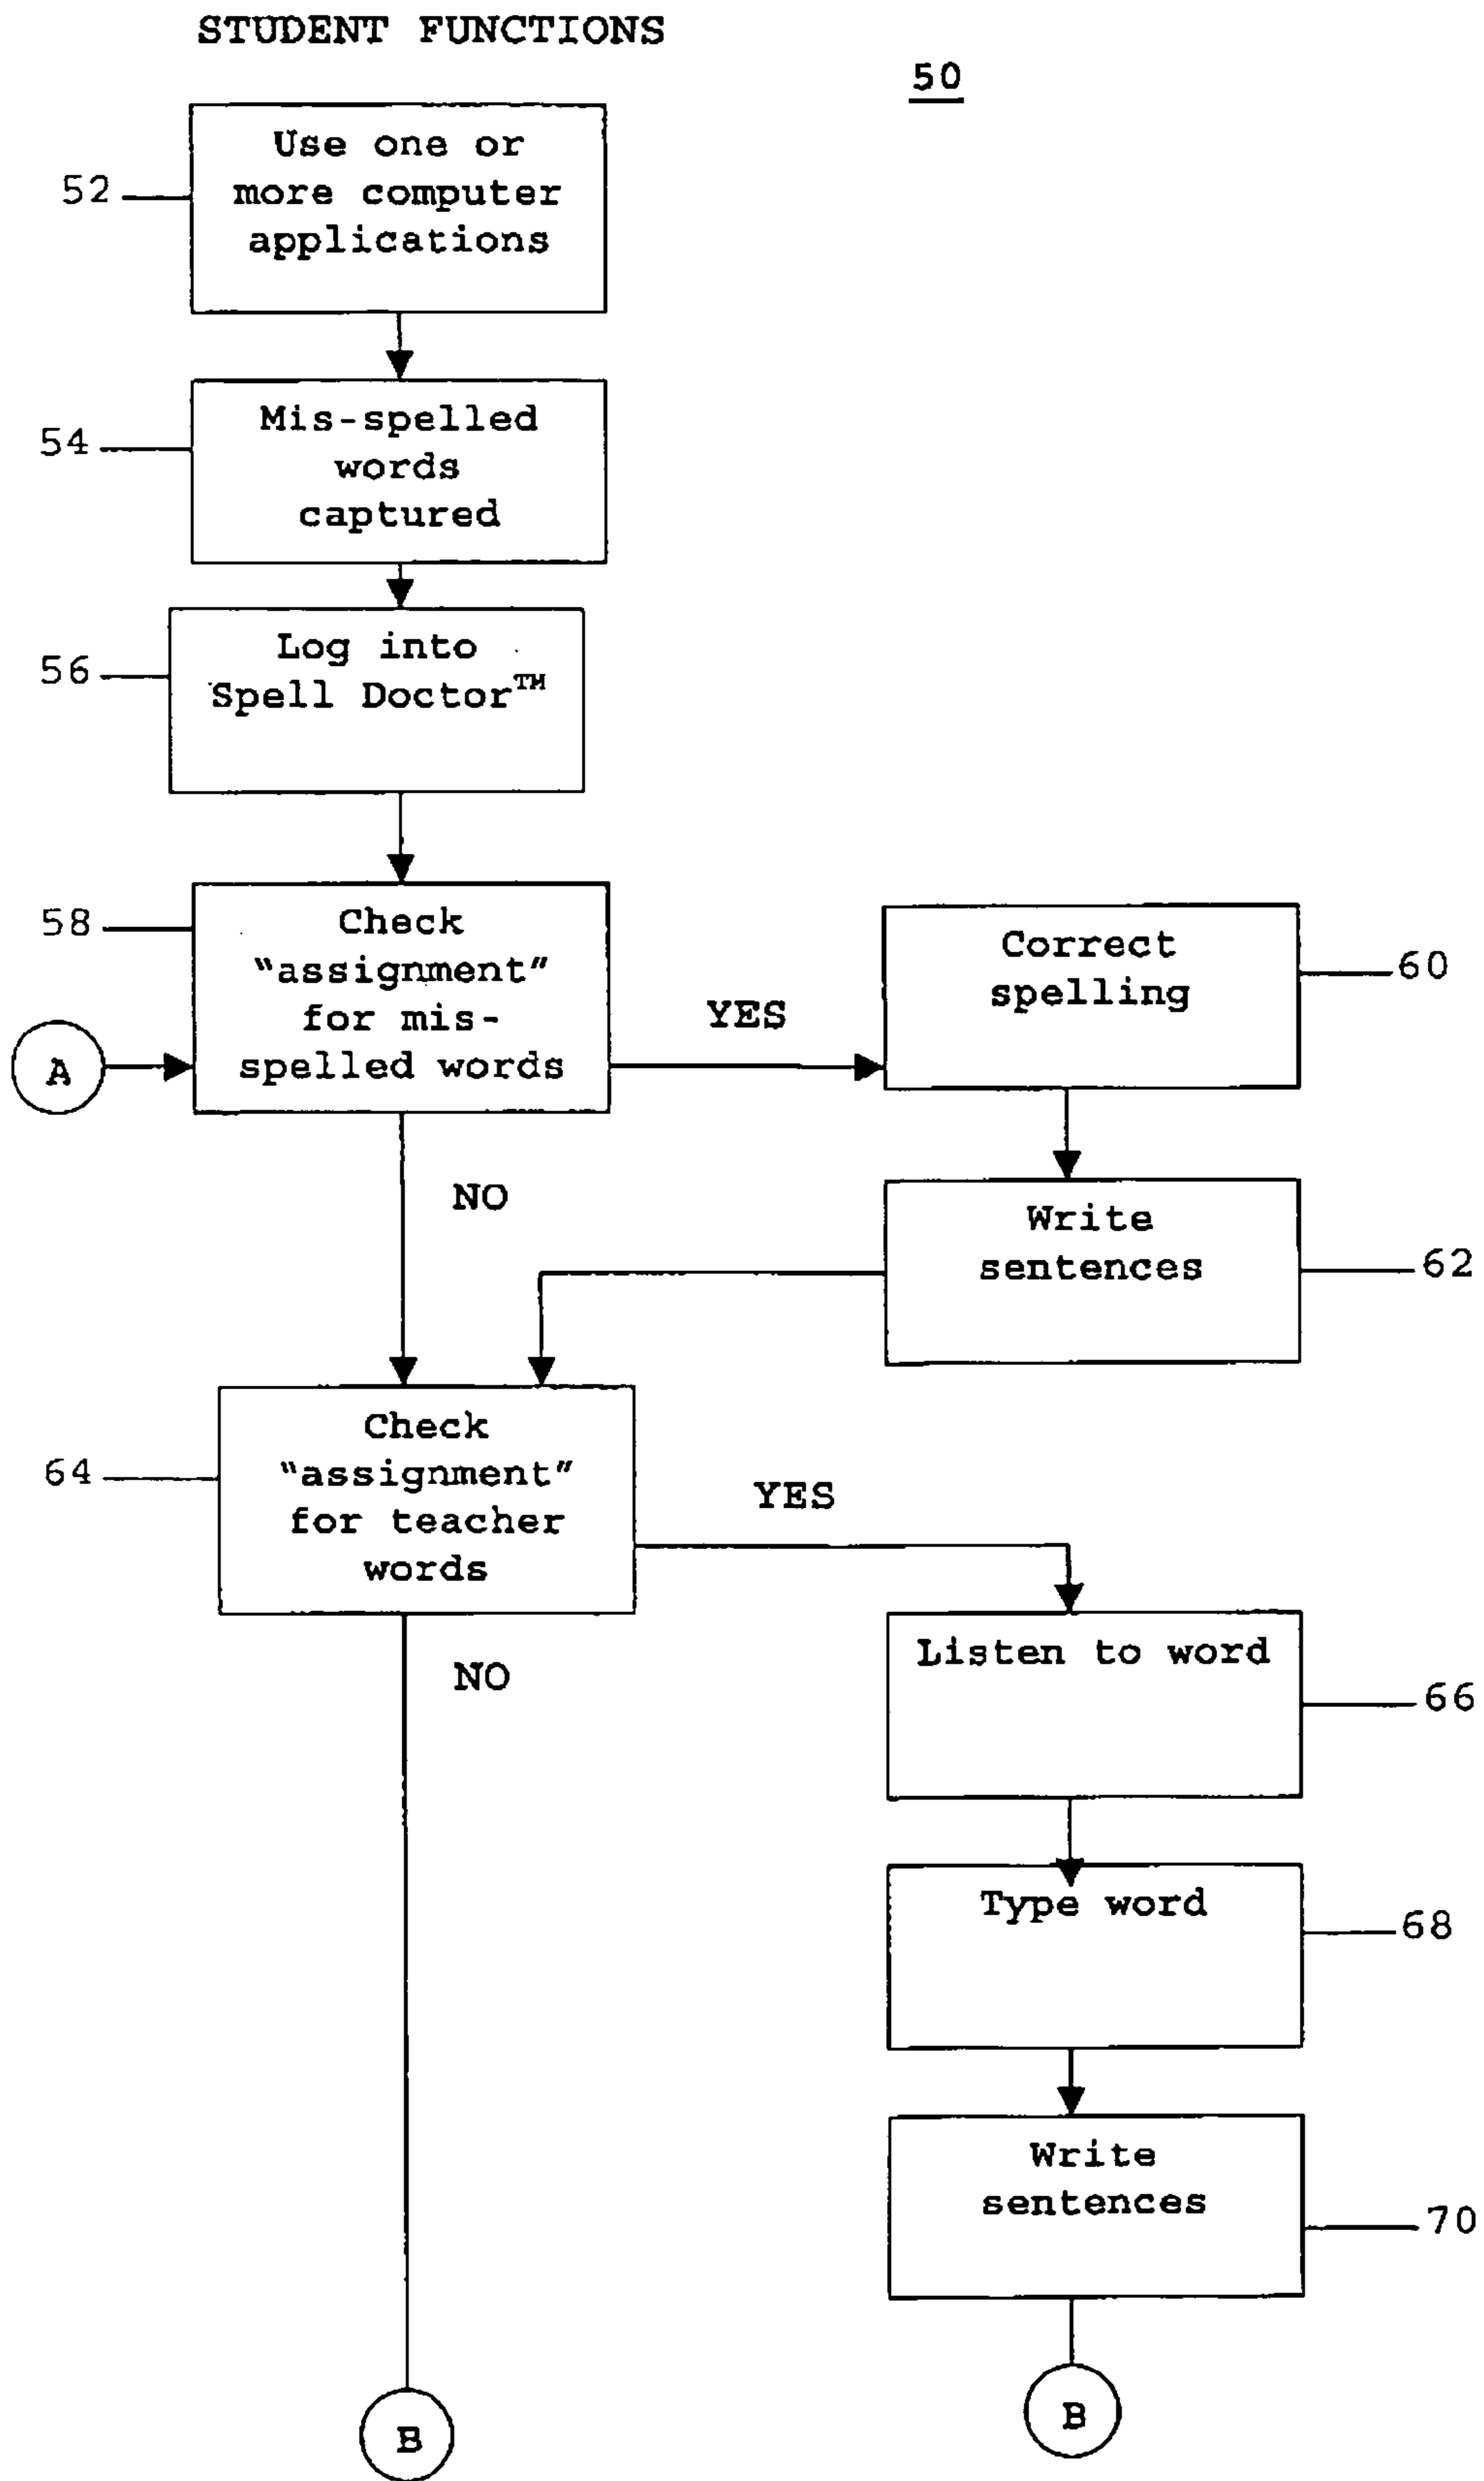 STUDENT FUNCTIONS
50
52
Use one or
more computer
applications
54
Mis-spelled
words
captured
56
Log into
Spell Doctor™
58
Check
“assignment”
for mis-
spelled words
A
YES
NO
Correct
spelling
60
Write
sentences
62
64
Check
“assignment”
for teacher
words
YES
NO
Listen to word
66
Type word
68
Write
sentences
70
B
B